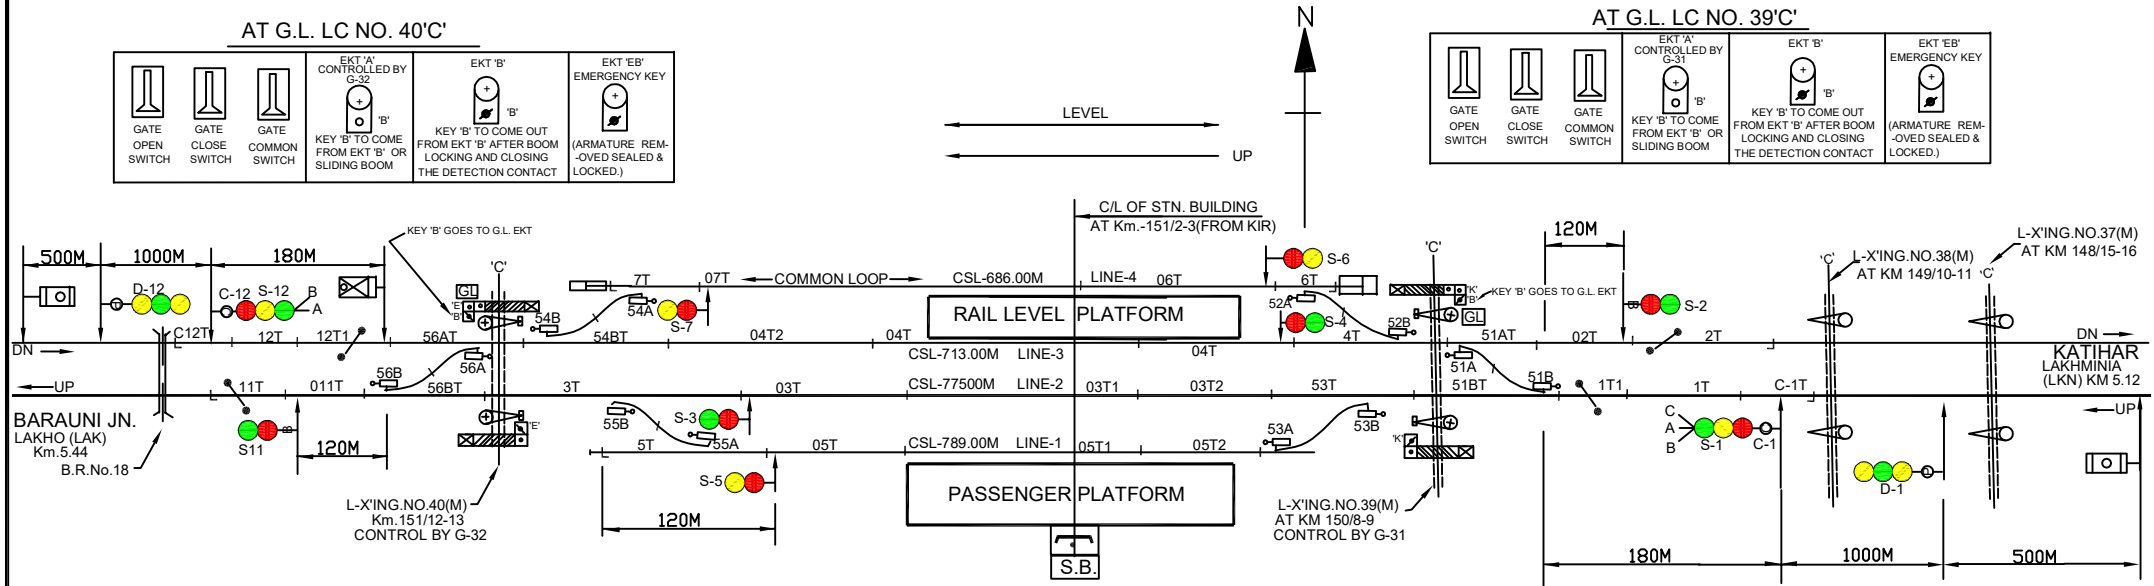 AT G.L. LC NO. 40'C'
GATE
OPEN
SWITCH
GATE
CLOSE
SWITCH
GATE
COMMON
SWITCH
EKT 'A'
CONTROLLED BY
G-32
'B'
KEY 'B' TO COME
FROM EKT 'B' OR
SLIDING BOOM
EKT 'B'
'B'
KEY 'B' TO COME OUT
FROM EKT 'B' AFTER BOOM
LOCKING AND CLOSING
THE DETECTION CONTACT
EKT 'EB'
EMERGENCY KEY
(ARMATURE REM-
-OVED SEALED &
LOCKED.)
N
LEVEL
UP
AT G.L. LC NO. 39'C'
GATE
OPEN
SWITCH
GATE
CLOSE
SWITCH
GATE
COMMON
SWITCH
EKT 'A'
CONTROLLED BY
G-31
'B'
KEY 'B' TO COME
FROM EKT 'B' OR
SLIDING BOOM
EKT 'B'
'B'
KEY 'B' TO COME OUT
FROM EKT 'B' AFTER BOOM
LOCKING AND CLOSING
THE DETECTION CONTACT
EKT 'EB'
EMERGENCY KEY
(ARMATURE REM-
-OVED SEALED &
LOCKED.)
C/L OF STN. BUILDING
AT Km.-151/2-3(FROM KIR)
KEY 'B' GOES TO G.L. EKT
500M 1000M 180M
120M
L-X'ING.NO.37(M)
AT KM 148/15-16
L-X'ING.NO.38(M)
AT KM 149/10-11
'C' 'C' 'C' 'C'
D-12 C-12 S-12 B
A
GL
'E'
'B'
7T 07T COMMON LOOP CSL-686.00M LINE-4 06T 6T
S-6
'K'
'B'
KEY 'B' GOES TO G.L. EKT
GL
B S-2
54B 54A S-7
RAIL LEVEL PLATFORM
52A S-4 52B
C12T 12T 12T1 56AT 54BT 04T2 04T 4T 51AT 02T 2T
DN
CSL-713.00M LINE-3 04T
DN
KATIHAR
LAKHMINIA
(LKN) KM 5.12
56B 56A 51A 51B
UP 11T 011T 56BT 3T 03T CSL-77500M LINE-2 03T1 03T2 53T 51BT 1T1 1T C-1T
UP
BARAUNI JN.
LAKHO (LAK)
Km.5.44
B.R.No.18
S11 B
120M
'E'
55B S-3 55A
53A 53B
'K'
C
A
B
S-1 C-1
5T 05T CSL-789.00M LINE-1 05T1 05T2
S-5
D-1
PASSENGER PLATFORM
L-X'ING.NO.40(M)
Km.151/12-13
CONTROL BY G-32
120M
L-X'ING.NO.39(M)
AT KM 150/8-9
CONTROL BY G-31
S.B.
180M 1000M 500M